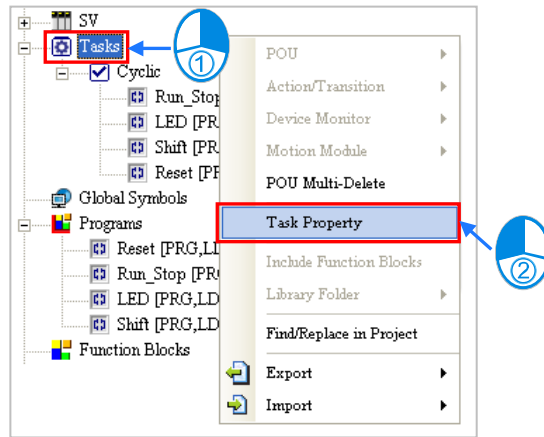 SV
Tasks
①
Cyclic
Run_Stop
LED [PR
Shift [PR
Reset [PR
Global Symbols
Programs
Reset [PRG,LD
Run_Stop [PR
LED [PRG,LD
Shift [PRG,LD
Function Blocks
POU
Action/Transition
Device Monitor
Motion Module
POU Multi-Delete
Task Property
②
Include Function Blocks
Library Folder
Find/Replace in Project
Export
Import